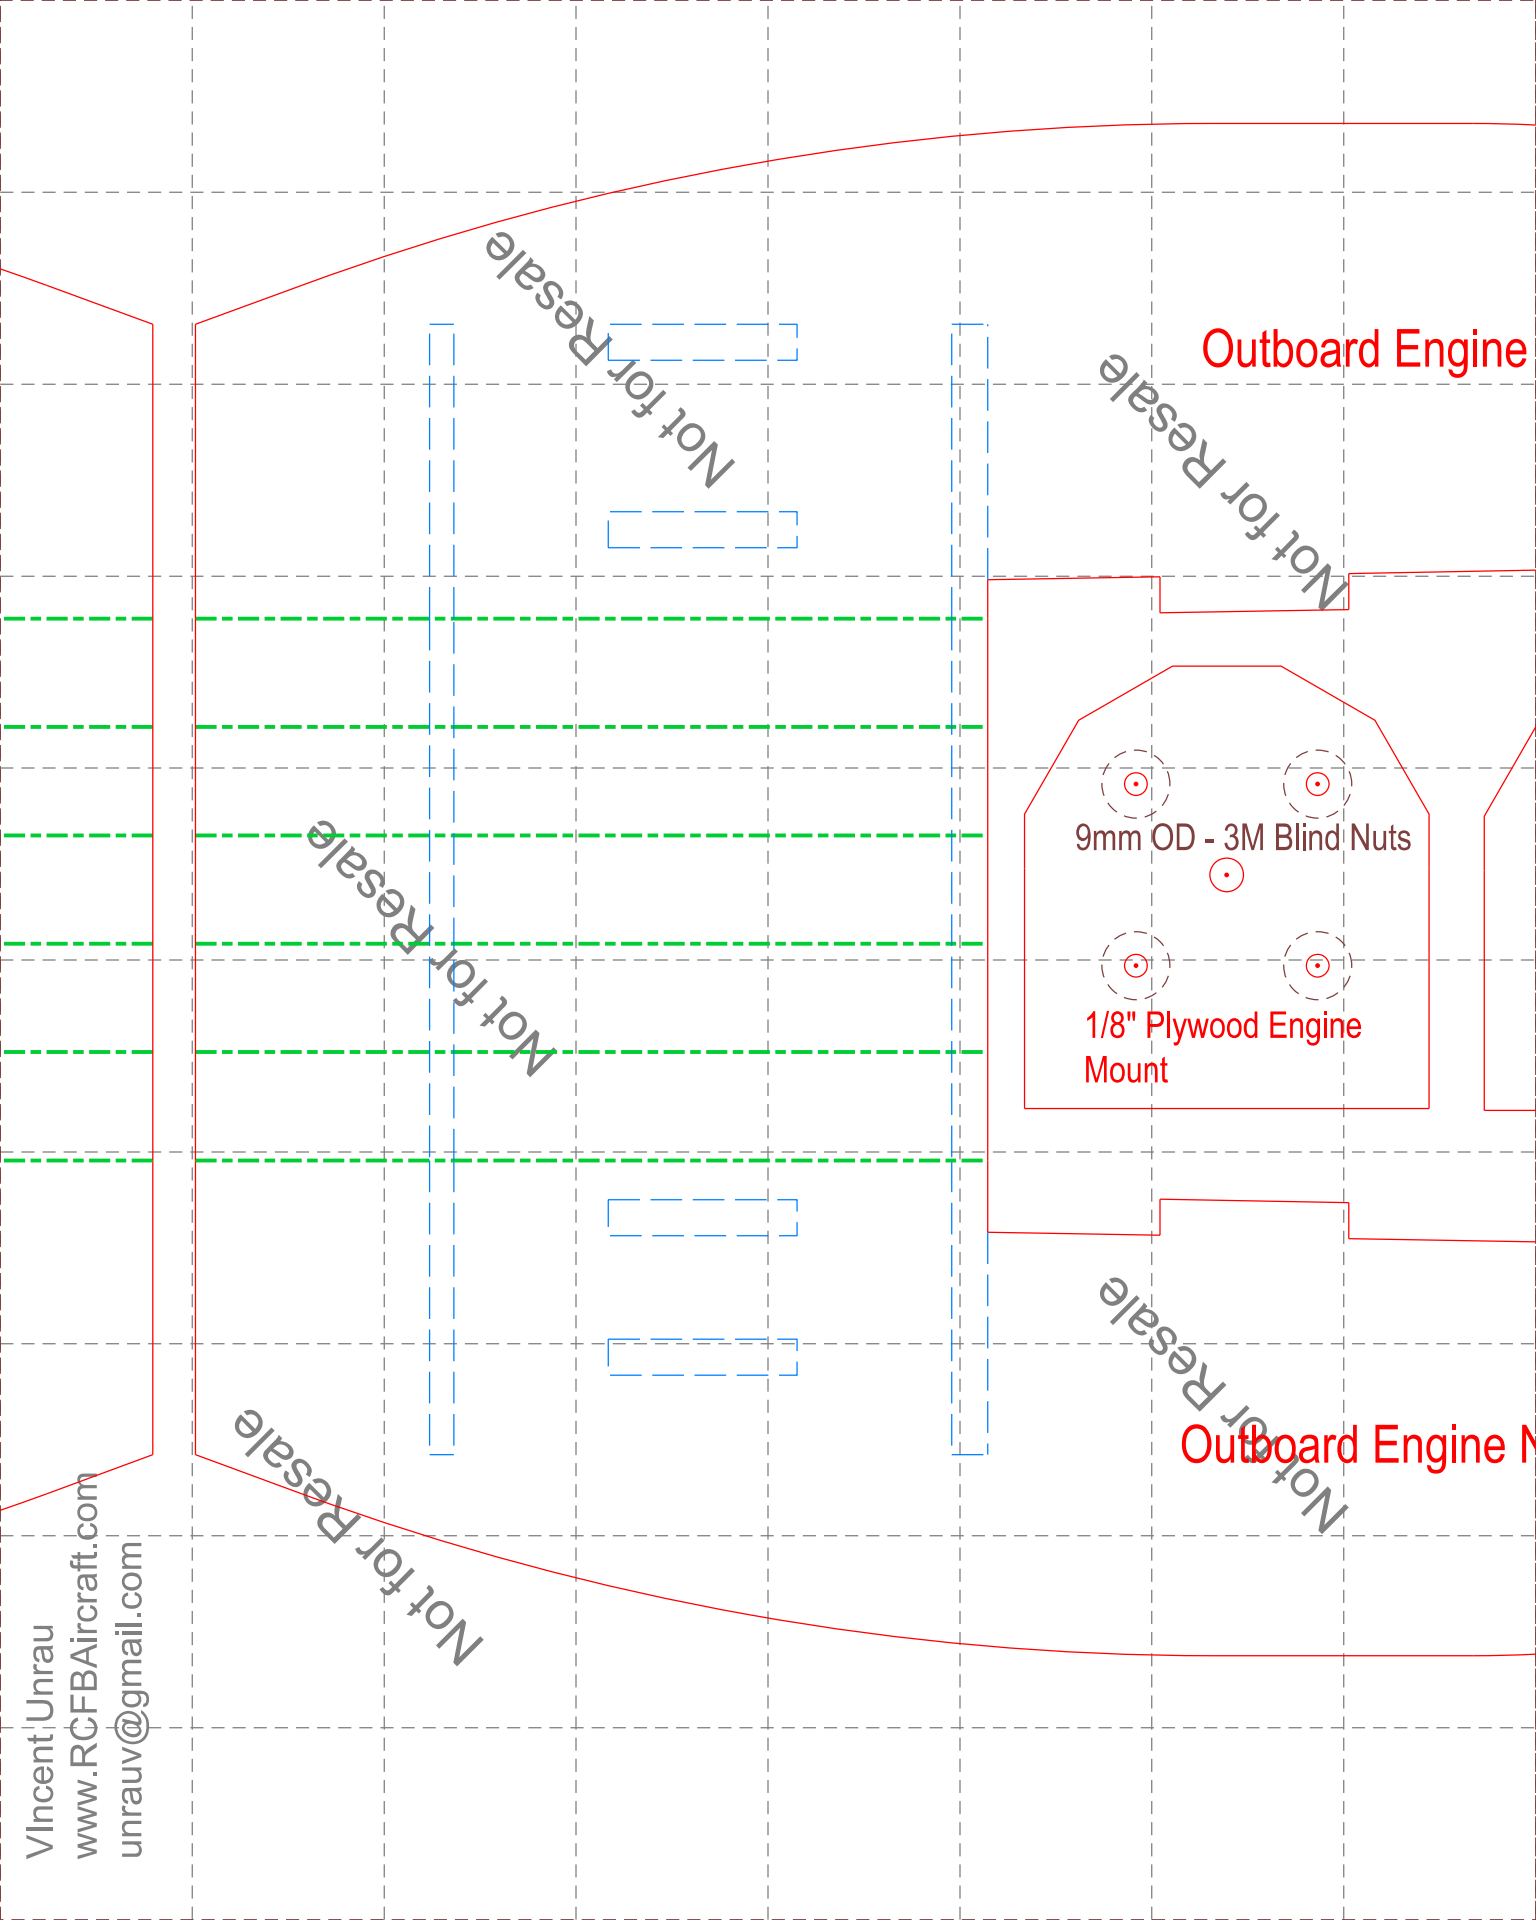 Not for Resale
Outboard Engine
Not for Resale
9mm OD - 3M Blind Nuts
Not for Resale
1/8" Plywood Engine
Mount
Not for Resale
Outboard Engine N
Not for Resale
VIncent Unrau
www.RCFBAircraft.com
unrauv@gmail.com